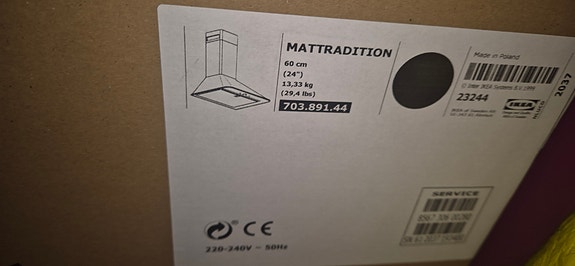 MATTRADITION
60 cm
(24")
13,33 kg
(29,4 lbs)
703.891.44
Made in Poland
© Inter IKEA Systems B.V. 1999
23244
IKEA
2037
SERVICE
CE
220-240V ~ 50Hz